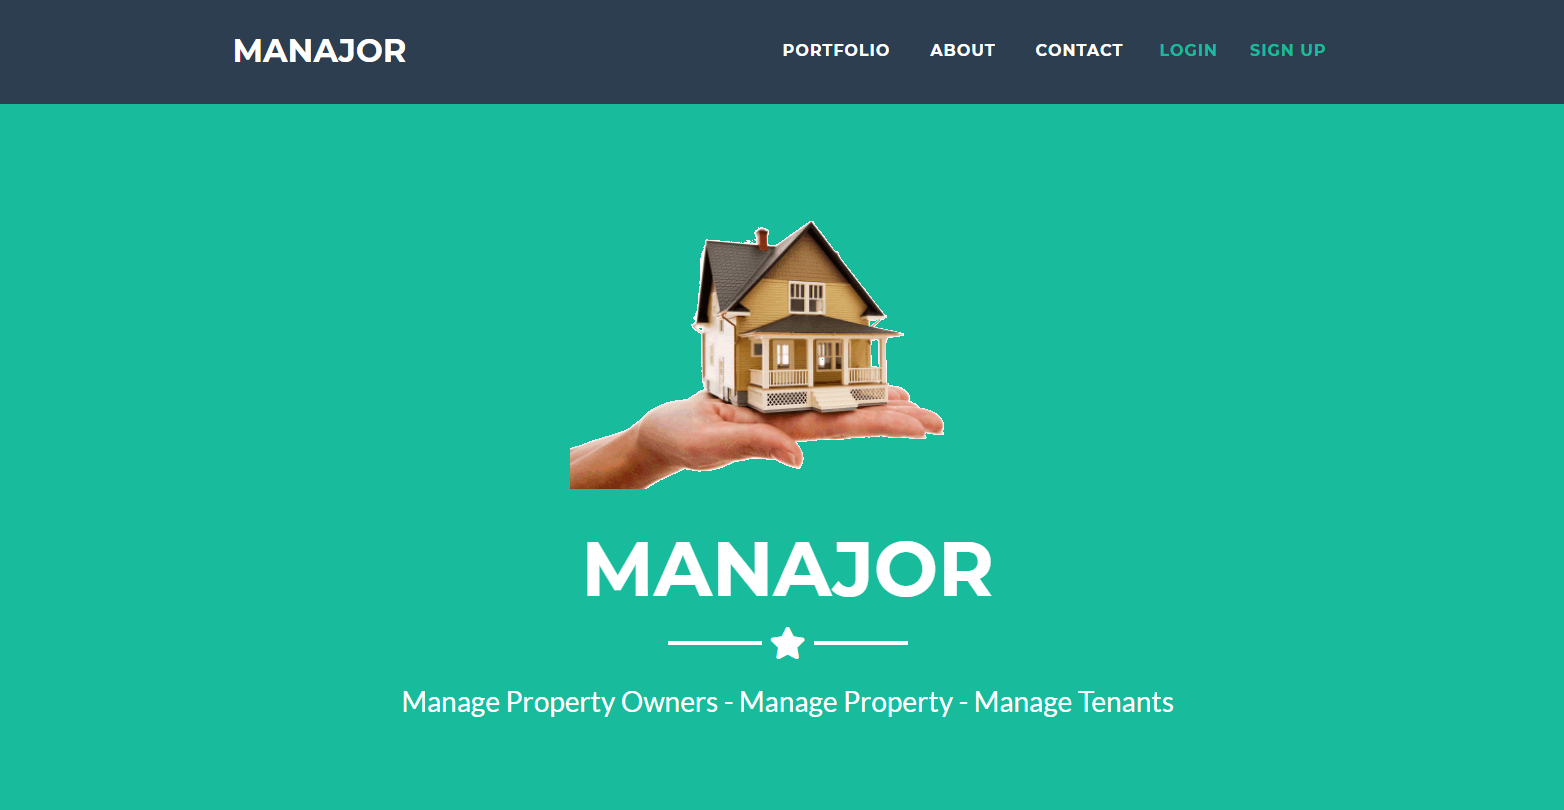 MANAJOR
PORTFOLIO ABOUT CONTACT LOGIN SIGN UP
MANAJOR
Manage Property Owners - Manage Property - Manage Tenants